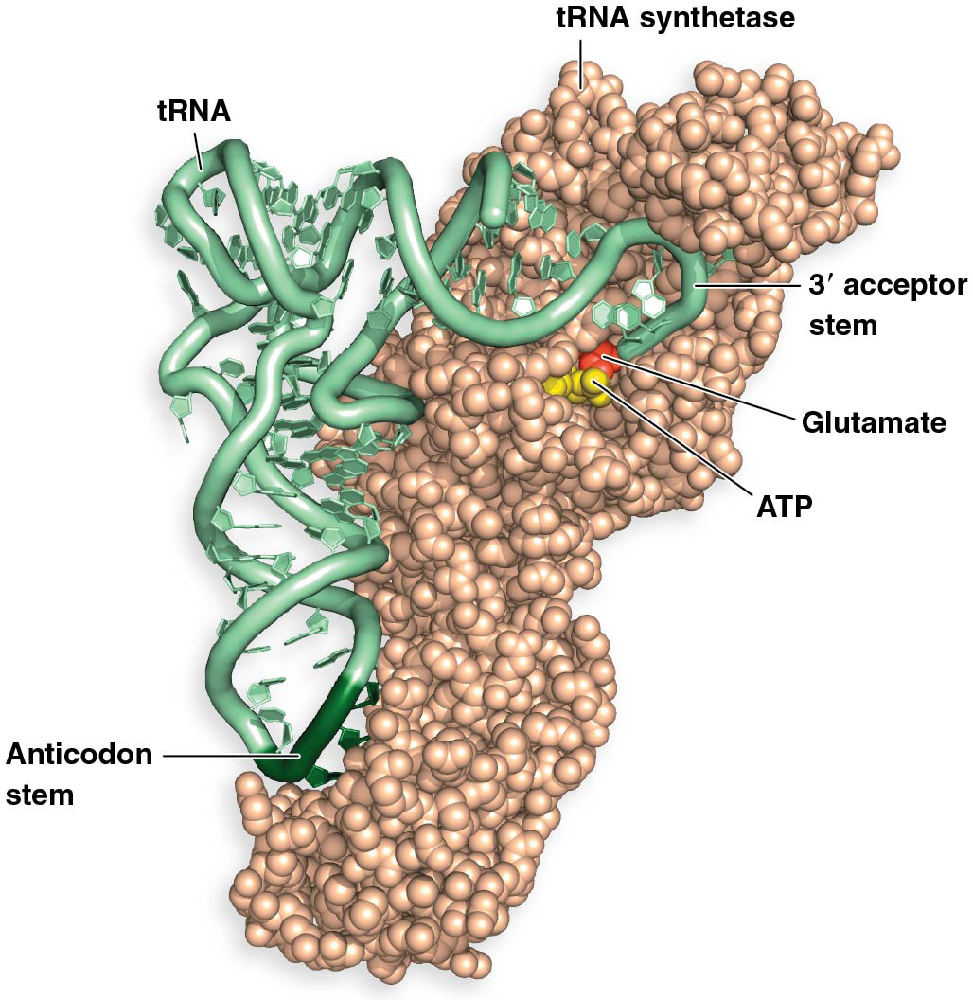 tRNA synthetase
tRNA
3′ acceptor
stem
Glutamate
ATP
Anticodon
stem